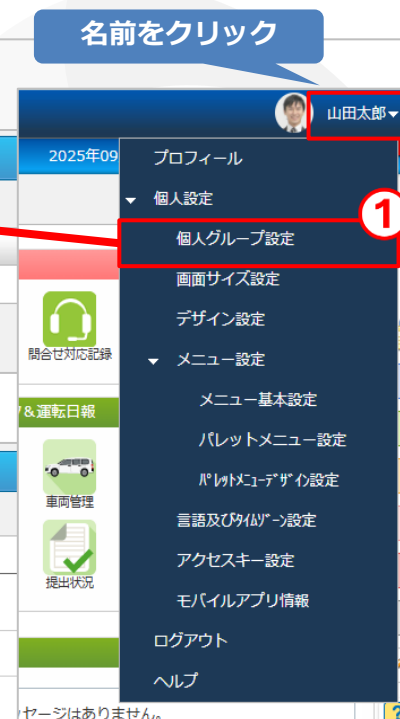 名前をクリック
山田太郎▼
2025年09
プロフィール
▼ 個人設定
1
個人グループ設定
画面サイズ設定
デザイン設定
問合せ対応記録
▼ メニュー設定
メニュー基本設定
&運転日報
パレットメニュー設定
ﾊﾟﾚｯﾄﾒﾆｭｰﾃﾞｻﾞｲﾝ設定
車両管理
言語及びﾀｲﾑｿﾞｰﾝ設定
アクセスキー設定
提出状況
モバイルアプリ情報
ログアウト
ヘルプ
セージはありません。
?